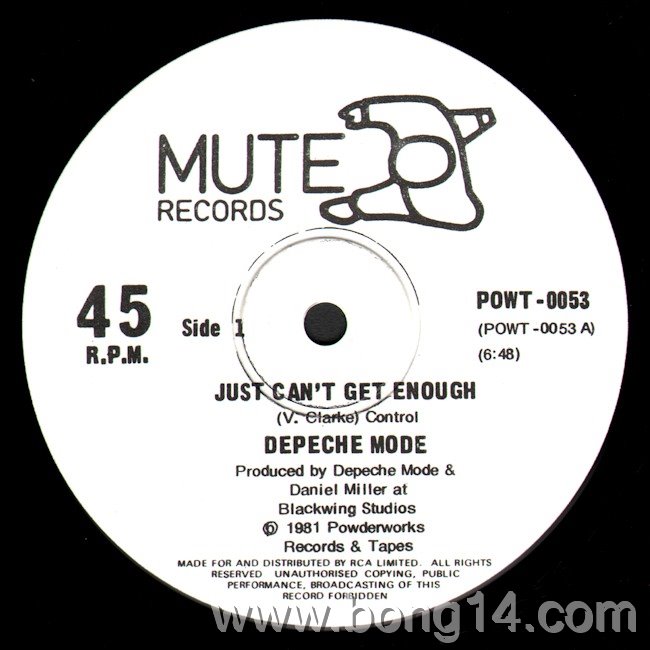 MUTE
RECORDS
45
R.P.M.
Side 1
POWT-0053
(POWT-0053 A)
(6:48)
JUST CAN'T GET ENOUGH
(V. Clarke) Control
DEPECHE MODE
Produced by Depeche Mode &
Daniel Miller at
Blackwing Studios
℗ 1981 Powderworks
Records & Tapes
MADE FOR AND DISTRIBUTED BY RCA LIMITED. ALL RIGHTS
RESERVED UNAUTHORISED COPYING, PUBLIC
PERFORMANCE, BROADCASTING OF THIS
RECORD FORBIDDEN
www.bong14.com